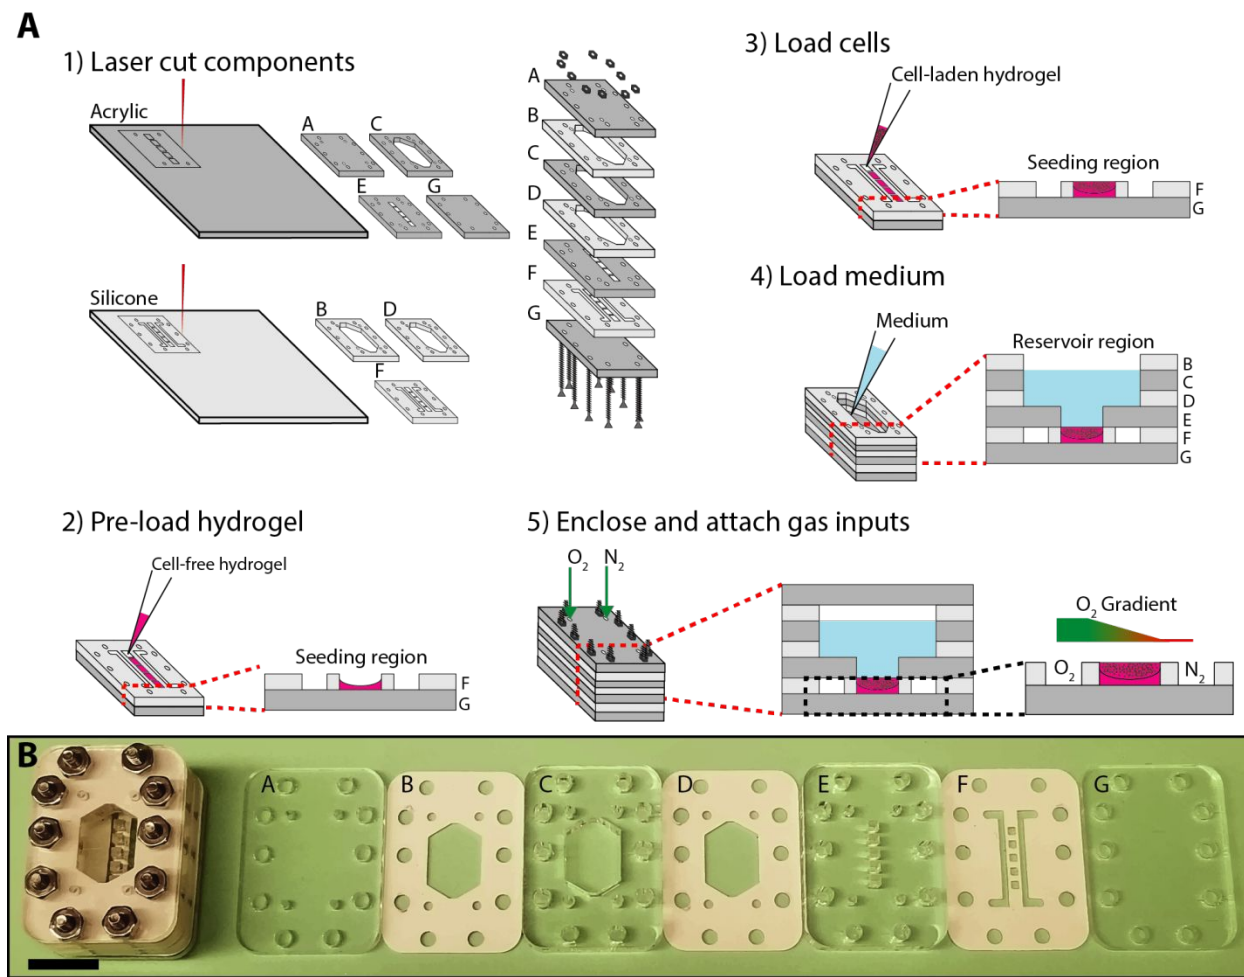 A
1) Laser cut components
Acrylic
A
C
E
G
Silicone
B
D
F
A
B
C
D
E
F
G
2) Pre-load hydrogel
Cell-free hydrogel
Seeding region
F
G
3) Load cells
Cell-laden hydrogel
Seeding region
F
G
4) Load medium
Medium
Reservoir region
B
C
D
E
F
G
5) Enclose and attach gas inputs
O₂
N₂
O₂ Gradient
O₂
N₂
B
A
B
C
D
E
F
G